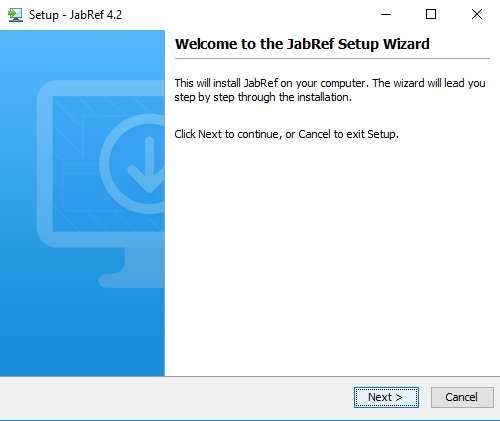 Setup - JabRef 4.2
Welcome to the JabRef Setup Wizard
This will install JabRef on your computer. The wizard will lead you
step by step through the installation.
Click Next to continue, or Cancel to exit Setup.
Next >
Cancel